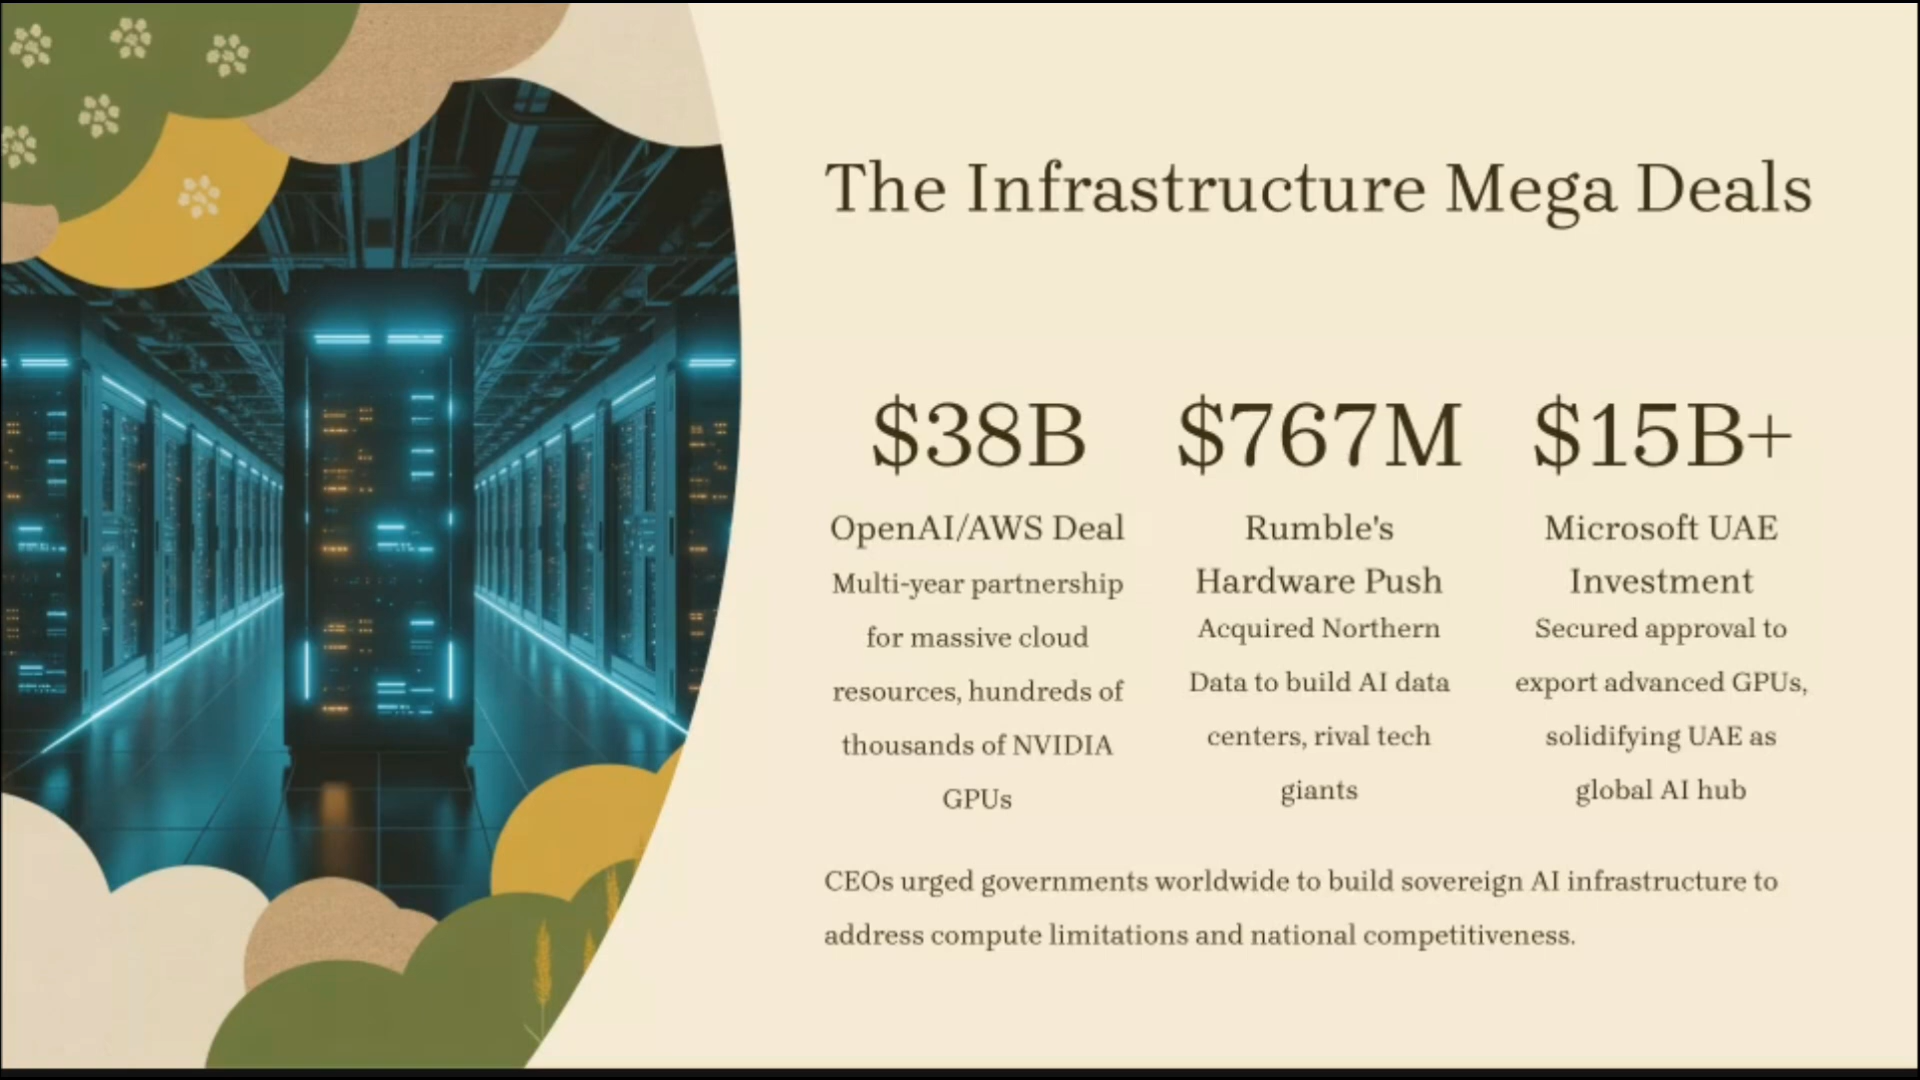 The Infrastructure Mega Deals
$38B
OpenAI/AWS Deal
Multi-year partnership
for massive cloud
resources, hundreds of
thousands of NVIDIA
GPUs
$767M
Rumble's
Hardware Push
Acquired Northern
Data to build AI data
centers, rival tech
giants
$15B+
Microsoft UAE
Investment
Secured approval to
export advanced GPUs,
solidifying UAE as
global AI hub
CEOs urged governments worldwide to build sovereign AI infrastructure to
address compute limitations and national competitiveness.